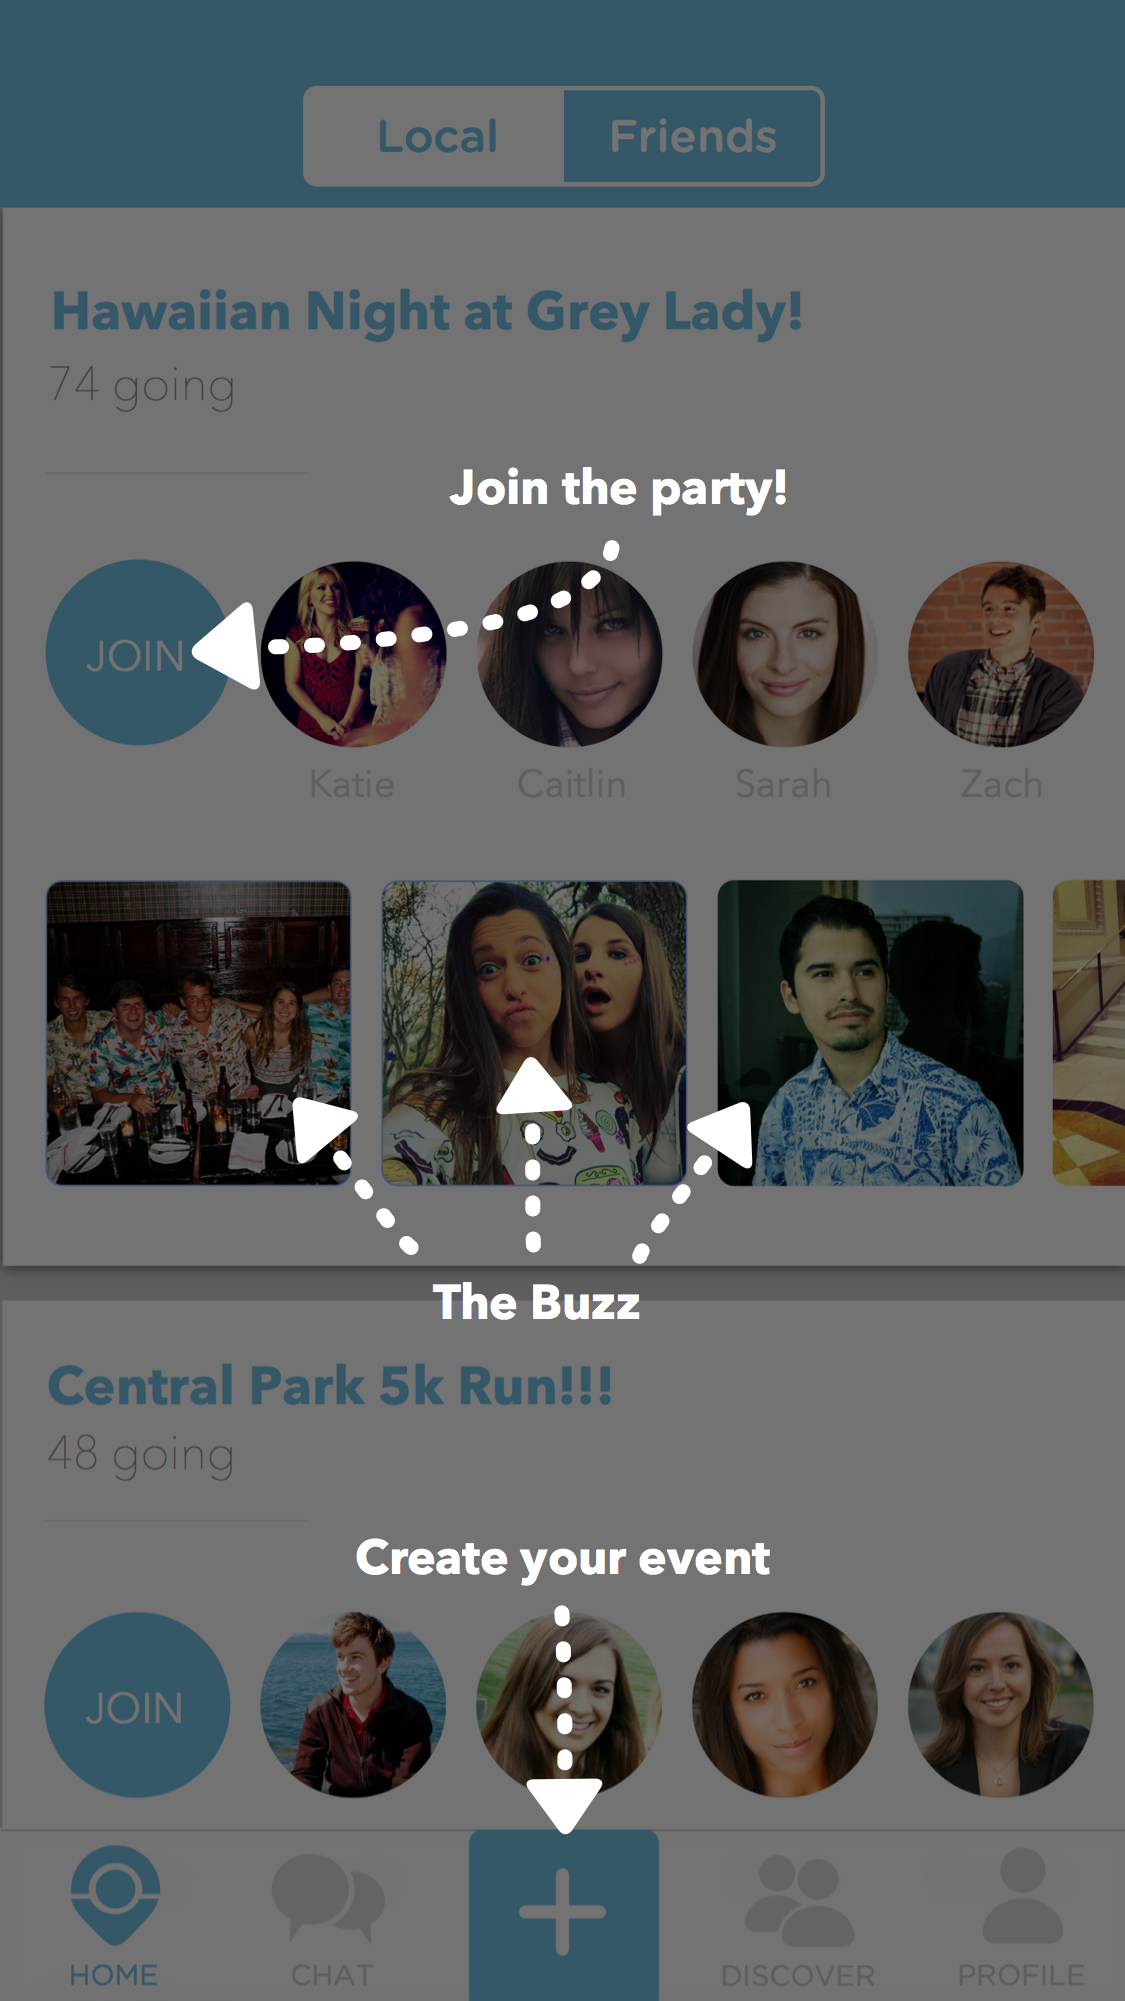 Local Friends
Hawaiian Night at Grey Lady!
74 going
Join the party!
JOIN
Katie Caitlin Sarah Zach
The Buzz
Central Park 5k Run!!!
48 going
Create your event
JOIN
HOME CHAT DISCOVER PROFILE